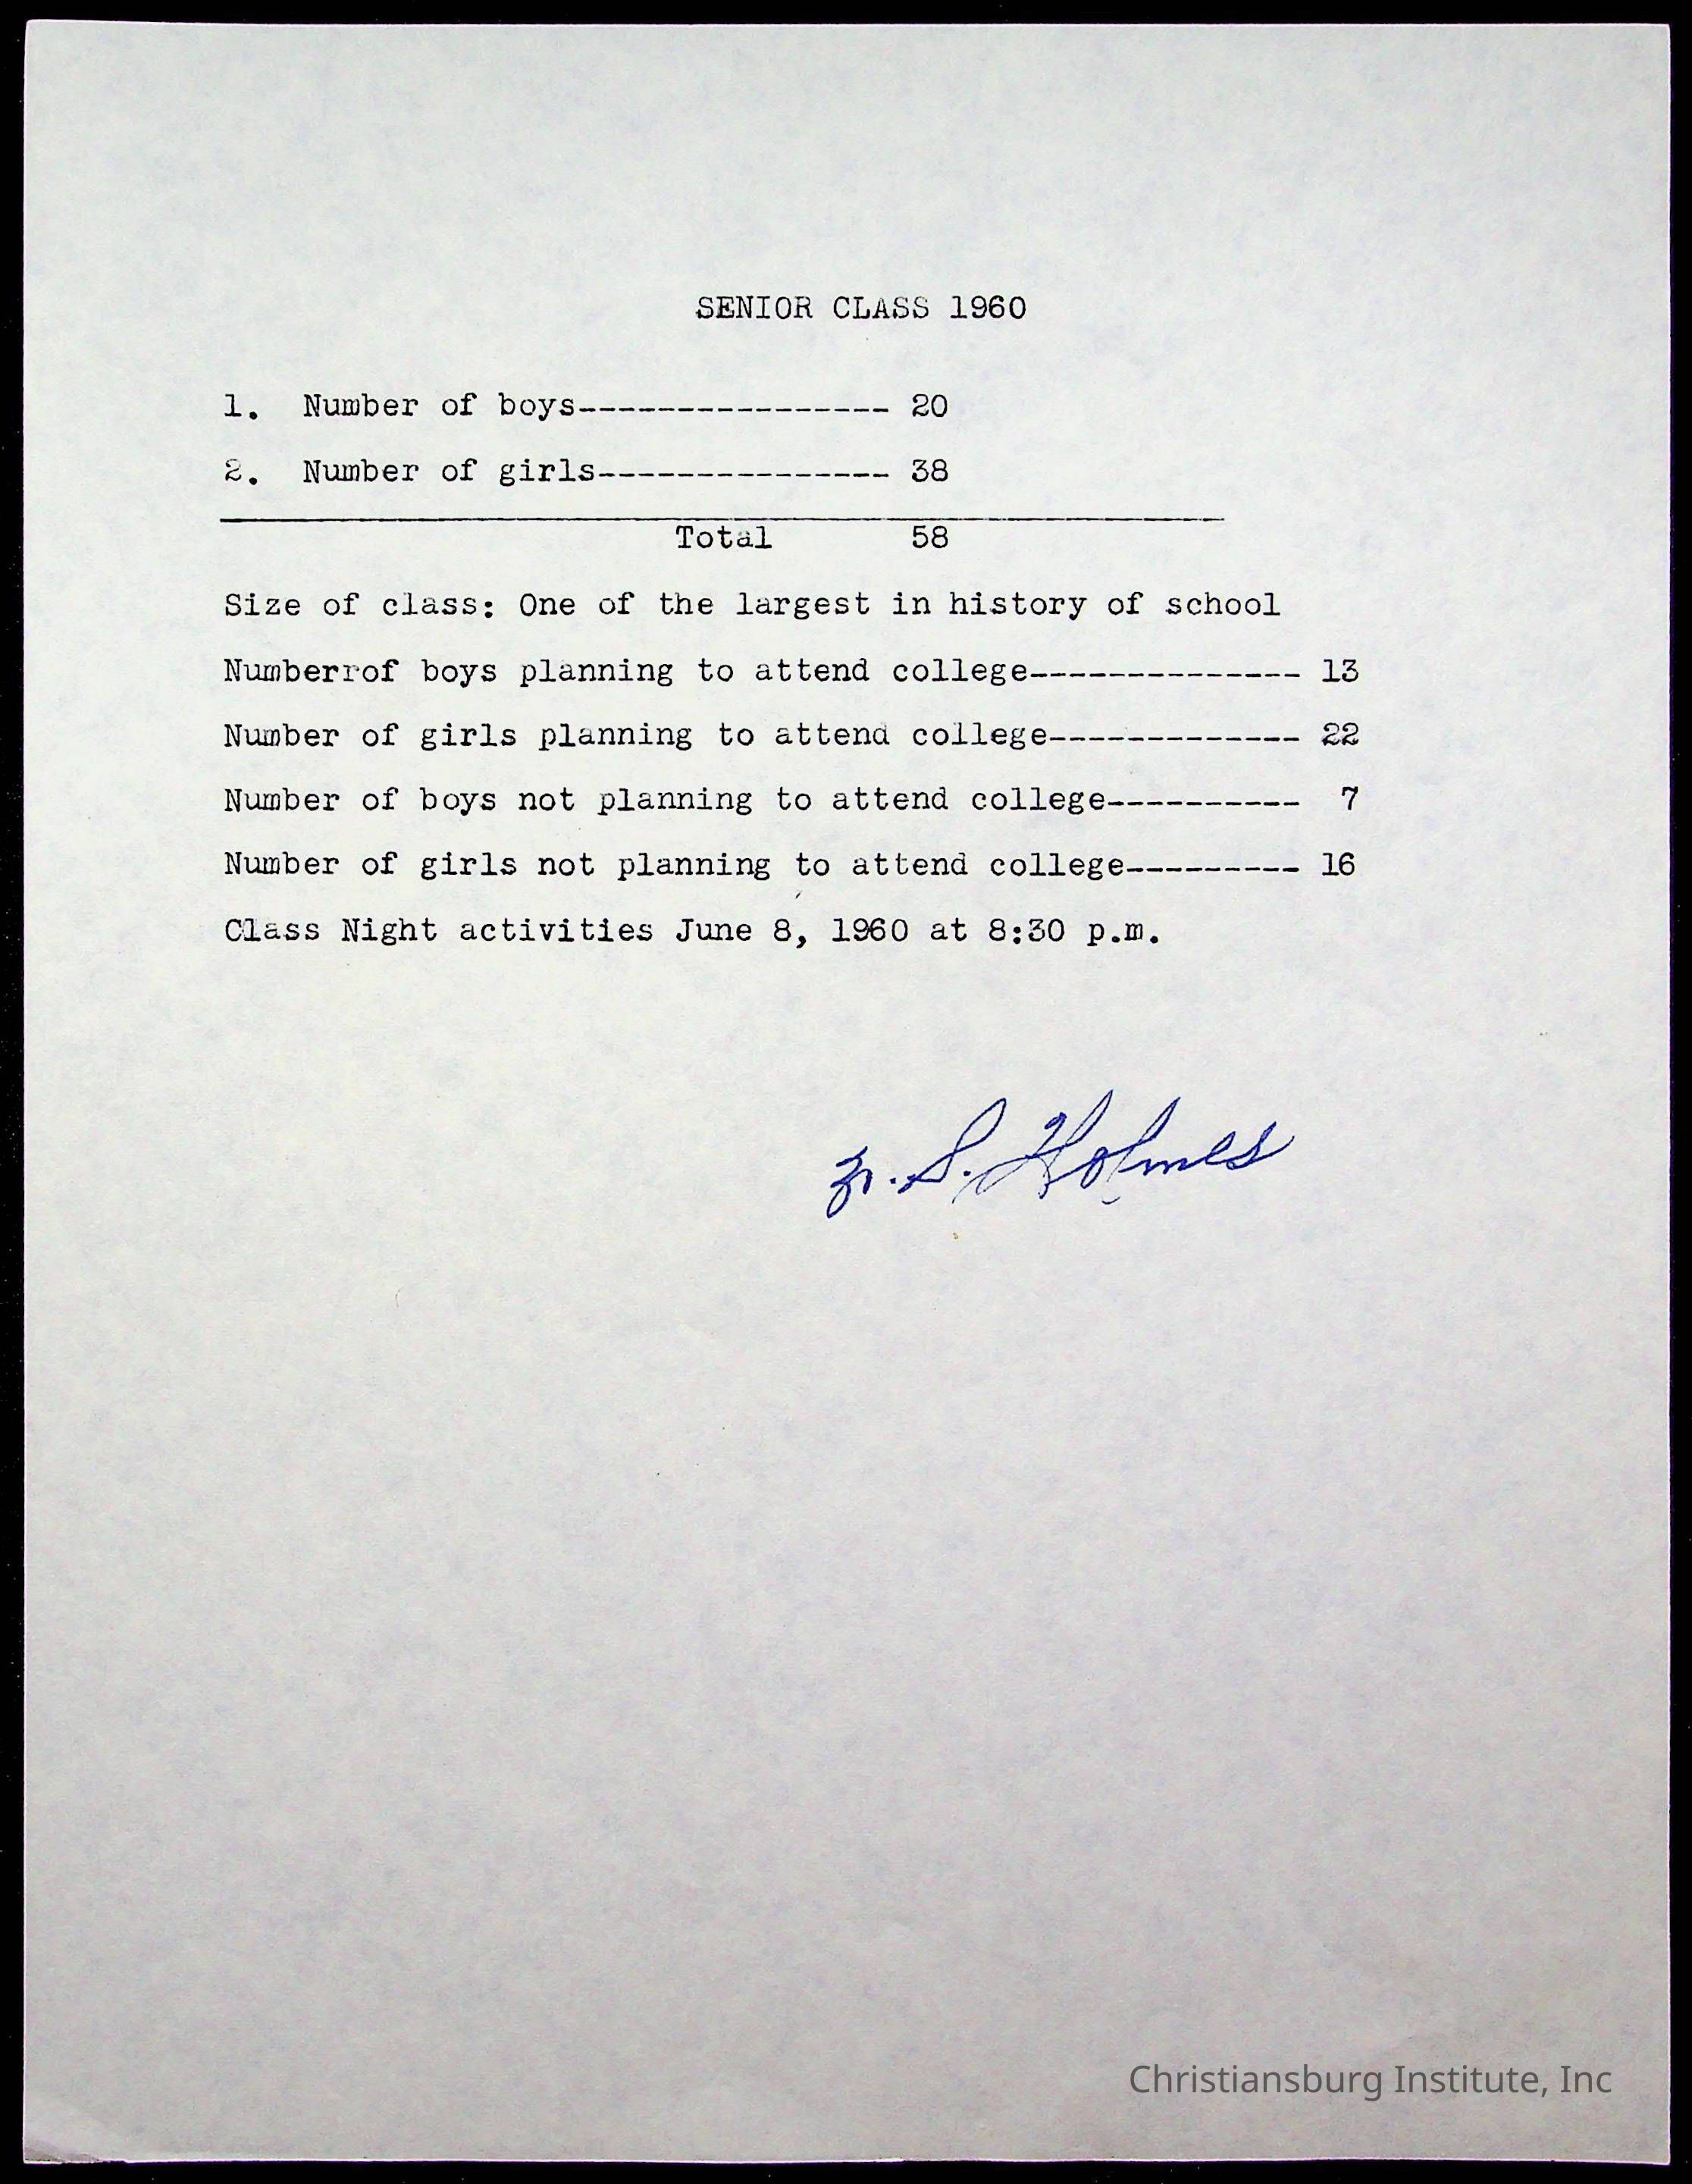 SENIOR CLASS 1960
1. Number of boys---------------- 20
2. Number of girls--------------- 38
Total 58
Size of class: One of the largest in history of school
Numberrof boys planning to attend college-------------- 13
Number of girls planning to attend college------------- 22
Number of boys not planning to attend college---------- 7
Number of girls not planning to attend college--------- 16
Class Night activities June 8, 1960 at 8:30 p.m.
S. Holmes
Christiansburg Institute, Inc